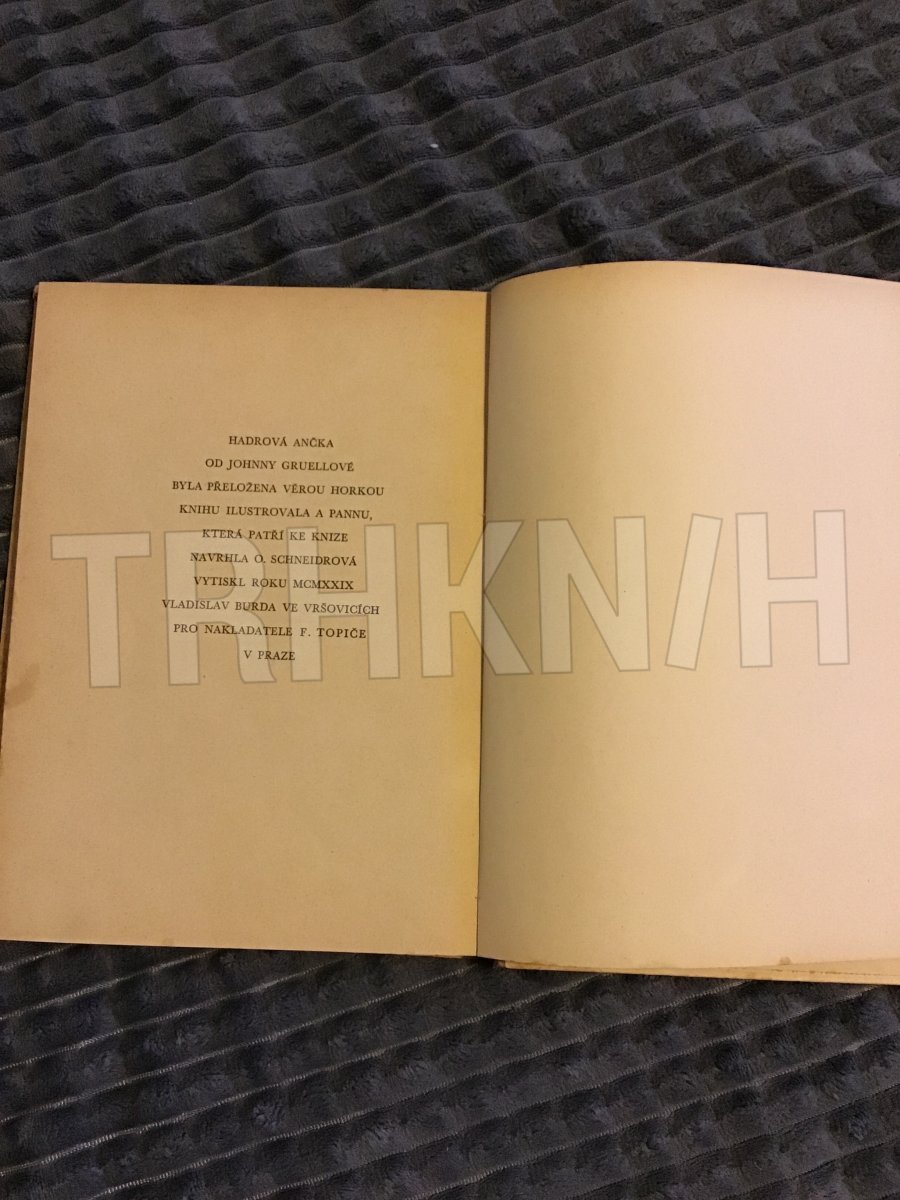 HADROVÁ ANČKA
OD JOHNNY GRUELLOVÉ
BYLA PŘELOŽENA VĚROU HORKOU
KNIHU ILUSTROVALA A PANNU,
KTERÁ PATŘÍ KE KNIZE
NAVRHLA O. SCHNEIDROVÁ
VYTISKL ROKU MCMXXIX
VLADISLAV BURDA VE VRŠOVICÍCH
PRO NAKLADATELE F. TOPIČE
V PRAZE
TRHKN/H